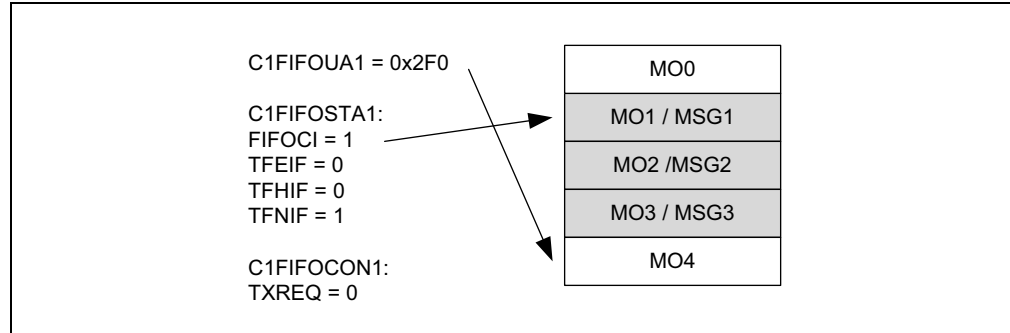 C1FIFOUA1 = 0x2F0
C1FIFOSTA1:
FIFOCI = 1
TFEIF = 0
TFHIF = 0
TFNIF = 1
C1FIFOCON1:
TXREQ = 0
MO0
MO1 / MSG1
MO2 /MSG2
MO3 / MSG3
MO4